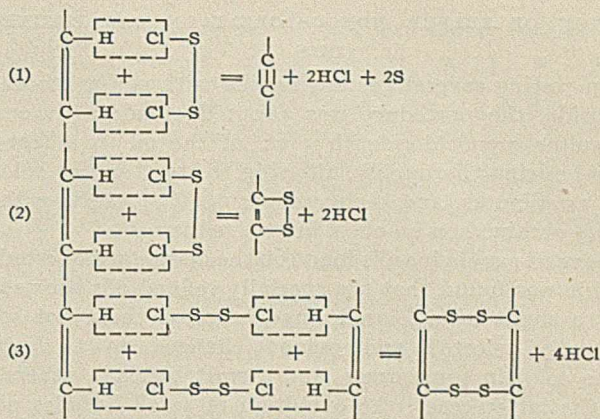 C—H Cl—S
(1) + = C≡C + 2HCl + 2S
C—H Cl—S
C—H Cl—S
C—S
(2) + = + 2HCl
C—S
C—H Cl—S
C—H Cl—S—S—Cl H—C C—S—S—C
(3) + + = + 4HCl
C—H Cl—S—S—Cl H—C C—S—S—C